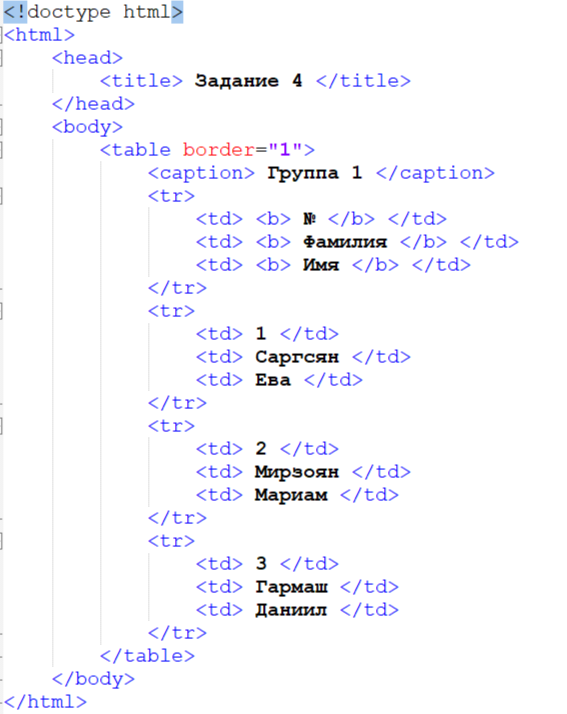 <!doctype html>
<html>
<head>
<title> Задание 4 </title>
</head>
<body>
<table border="1">
<caption> Группа 1 </caption>
<tr>
<td> <b> № </b> </td>
<td> <b> Фамилия </b> </td>
<td> <b> Имя </b> </td>
</tr>
<tr>
<td> 1 </td>
<td> Саргсян </td>
<td> Ева </td>
</tr>
<tr>
<td> 2 </td>
<td> Мирзоян </td>
<td> Мариам </td>
</tr>
<tr>
<td> 3 </td>
<td> Гармаш </td>
<td> Даниил </td>
</tr>
</table>
</body>
</html>